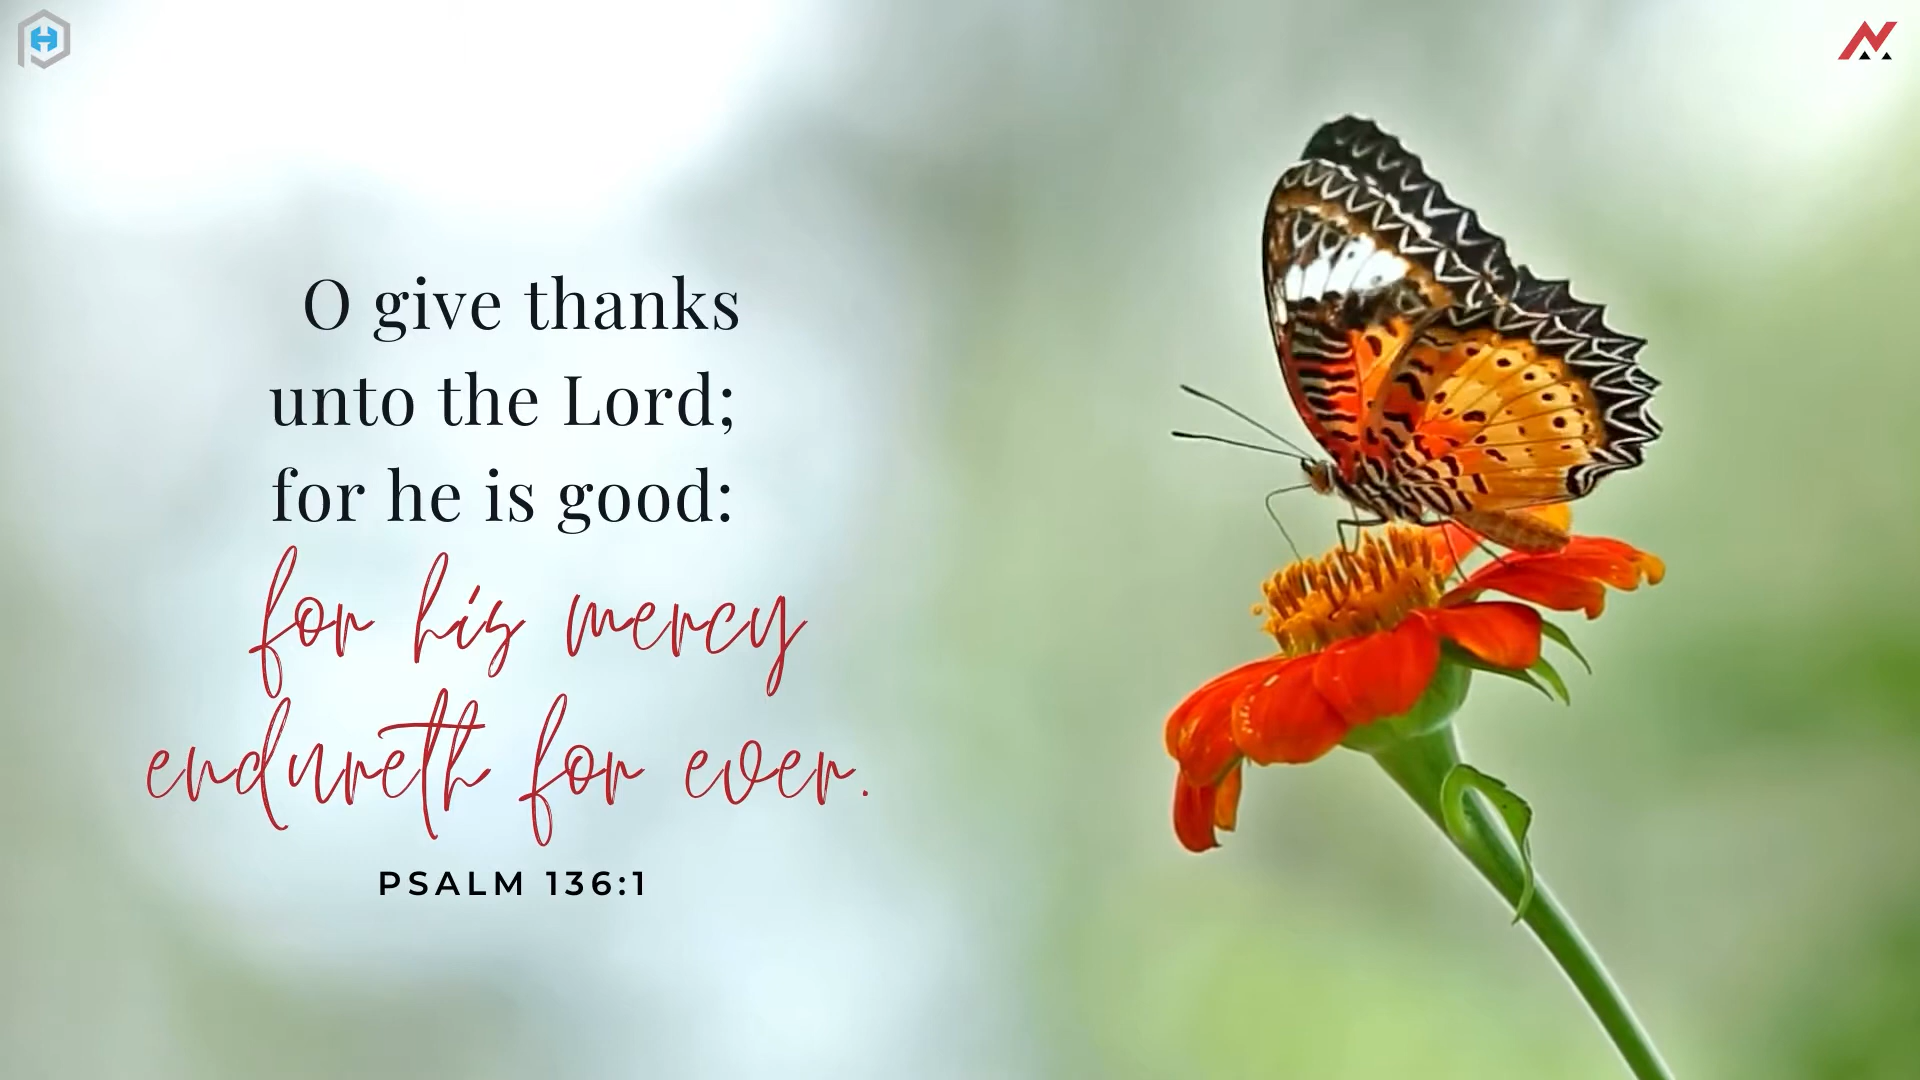 O give thanks
unto the Lord;
for he is good:
for his mercy
endureth for ever.
PSALM 136:1